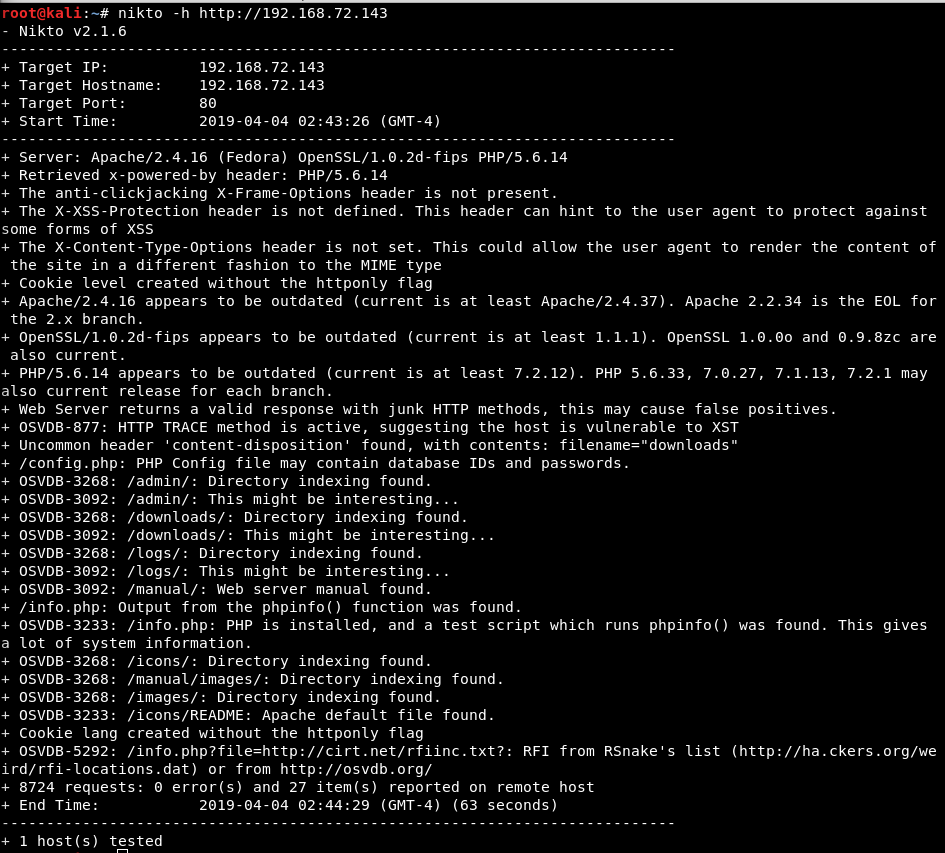 root@kali:~# nikto -h http://192.168.72.143
- Nikto v2.1.6
---------------------------------------------------------------------------
+ Target IP:          192.168.72.143
+ Target Hostname:    192.168.72.143
+ Target Port:        80
+ Start Time:         2019-04-04 02:43:26 (GMT-4)
---------------------------------------------------------------------------
+ Server: Apache/2.4.16 (Fedora) OpenSSL/1.0.2d-fips PHP/5.6.14
+ Retrieved x-powered-by header: PHP/5.6.14
+ The anti-clickjacking X-Frame-Options header is not present.
+ The X-XSS-Protection header is not defined. This header can hint to the user agent to protect against
some forms of XSS
+ The X-Content-Type-Options header is not set. This could allow the user agent to render the content of
 the site in a different fashion to the MIME type
+ Cookie level created without the httponly flag
+ Apache/2.4.16 appears to be outdated (current is at least Apache/2.4.37). Apache 2.2.34 is the EOL for
 the 2.x branch.
+ OpenSSL/1.0.2d-fips appears to be outdated (current is at least 1.1.1). OpenSSL 1.0.0o and 0.9.8zc are
 also current.
+ PHP/5.6.14 appears to be outdated (current is at least 7.2.12). PHP 5.6.33, 7.0.27, 7.1.13, 7.2.1 may
also current release for each branch.
+ Web Server returns a valid response with junk HTTP methods, this may cause false positives.
+ OSVDB-877: HTTP TRACE method is active, suggesting the host is vulnerable to XST
+ Uncommon header 'content-disposition' found, with contents: filename="downloads"
+ /config.php: PHP Config file may contain database IDs and passwords.
+ OSVDB-3268: /admin/: Directory indexing found.
+ OSVDB-3092: /admin/: This might be interesting...
+ OSVDB-3268: /downloads/: Directory indexing found.
+ OSVDB-3092: /downloads/: This might be interesting...
+ OSVDB-3268: /logs/: Directory indexing found.
+ OSVDB-3092: /logs/: This might be interesting...
+ OSVDB-3092: /manual/: Web server manual found.
+ /info.php: Output from the phpinfo() function was found.
+ OSVDB-3233: /info.php: PHP is installed, and a test script which runs phpinfo() was found. This gives
a lot of system information.
+ OSVDB-3268: /icons/: Directory indexing found.
+ OSVDB-3268: /manual/images/: Directory indexing found.
+ OSVDB-3268: /images/: Directory indexing found.
+ OSVDB-3233: /icons/README: Apache default file found.
+ Cookie lang created without the httponly flag
+ OSVDB-5292: /info.php?file=http://cirt.net/rfiinc.txt?: RFI from RSnake's list (http://ha.ckers.org/we
ird/rfi-locations.dat) or from http://osvdb.org/
+ 8724 requests: 0 error(s) and 27 item(s) reported on remote host
+ End Time:           2019-04-04 02:44:29 (GMT-4) (63 seconds)
---------------------------------------------------------------------------
+ 1 host(s) tested